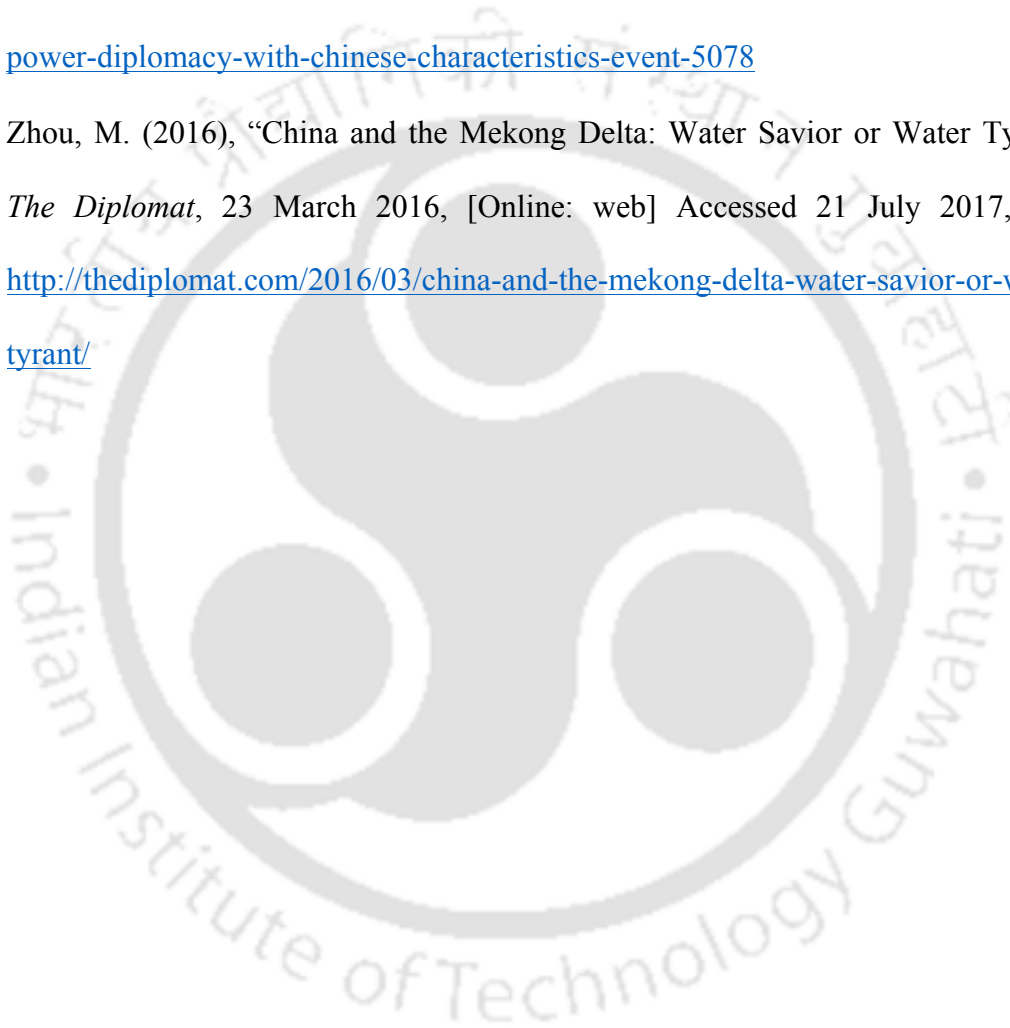 power-diplomacy-with-chinese-characteristics-event-5078
Zhou, M. (2016), “China and the Mekong Delta: Water Savior or Water Ty
The Diplomat, 23 March 2016, [Online: web] Accessed 21 July 2017,
http://thediplomat.com/2016/03/china-and-the-mekong-delta-water-savior-or-w
tyrant/
Indian Institute of Technology Guwahati